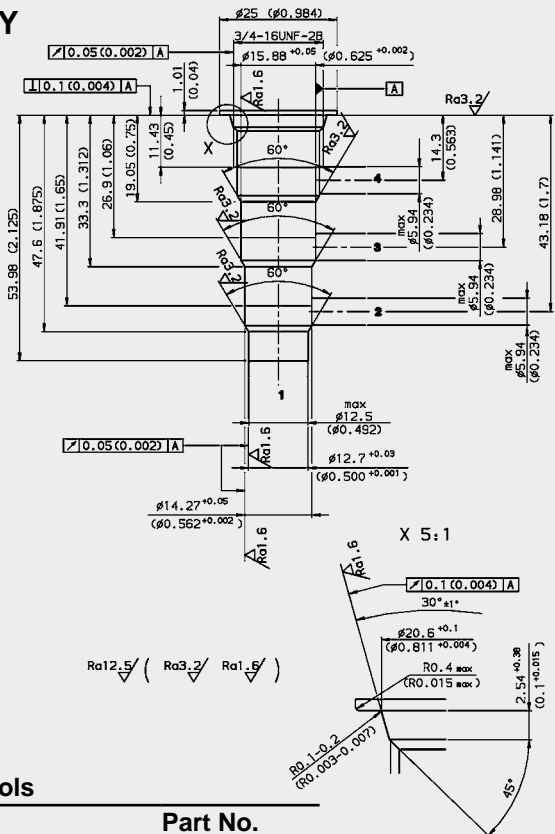 Y
ø25 (ø0.984)
3/4-16UNF-2B
0.05 (0.002) A
ø15.88 +0.05 (ø0.625 +0.002)
⊥ 0.1 (0.004) A
1.01
(0.04)
Ra1.6
A
Ra3.2
X
11.43
(0.45)
19.05 (0.75)
26.9 (1.06)
33.3 (1.312)
41.91 (1.65)
47.6 (1.875)
53.98 (2.125)
60°
Ra3.2
Ra3.2
60°
Ra3.2
60°
4
3
2
1
14.3
(0.563)
28.98 (1.141)
43.18 (1.7)
max
ø5.94
(ø0.234)
max
ø5.94
(ø0.234)
max
ø5.94
(ø0.234)
max
ø12.5
(ø0.492)
0.05 (0.002) A
Ra1.6
ø12.7 +0.03
(ø0.500 +0.001)
ø14.27 +0.05
(ø0.562 +0.002)
Ra1.6
X 5:1
Ra1.6
0.1 (0.004) A
30° ±1°
ø20.6 +0.1
(ø0.811 +0.004)
R0.4 max
(R0.015 max)
2.54 +0.38
(0.1 +0.015)
R0.1-0.2
(R0.003-0.007)
45°
Ra12.5 ( Ra3.2 Ra1.6 )
ols
Part No.